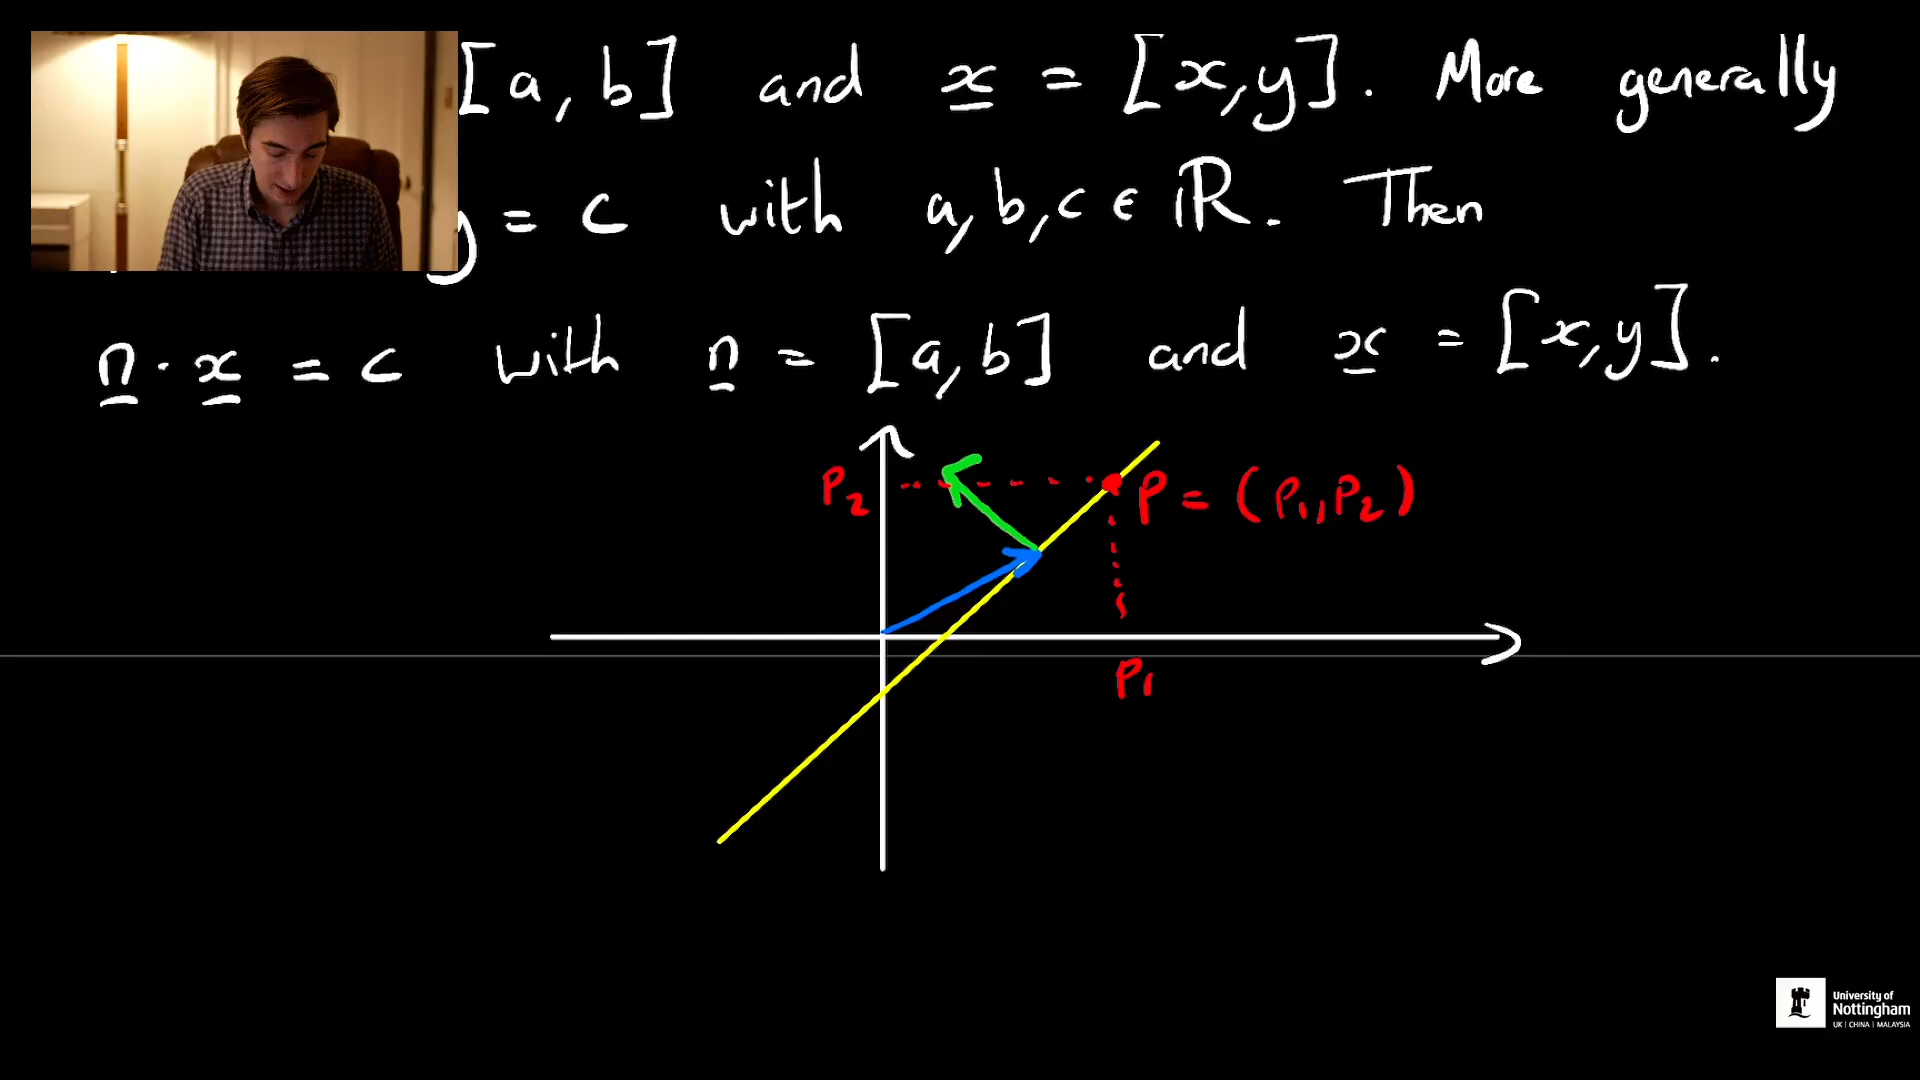 [a, b] and x = [x, y]. More generally
y = c with a, b, c ∈ ℝ. Then
n · x = c with n = [a, b] and x = [x, y].
P₂ P = (P₁, P₂)
P₁
University of
Nottingham
UK | CHINA | MALAYSIA